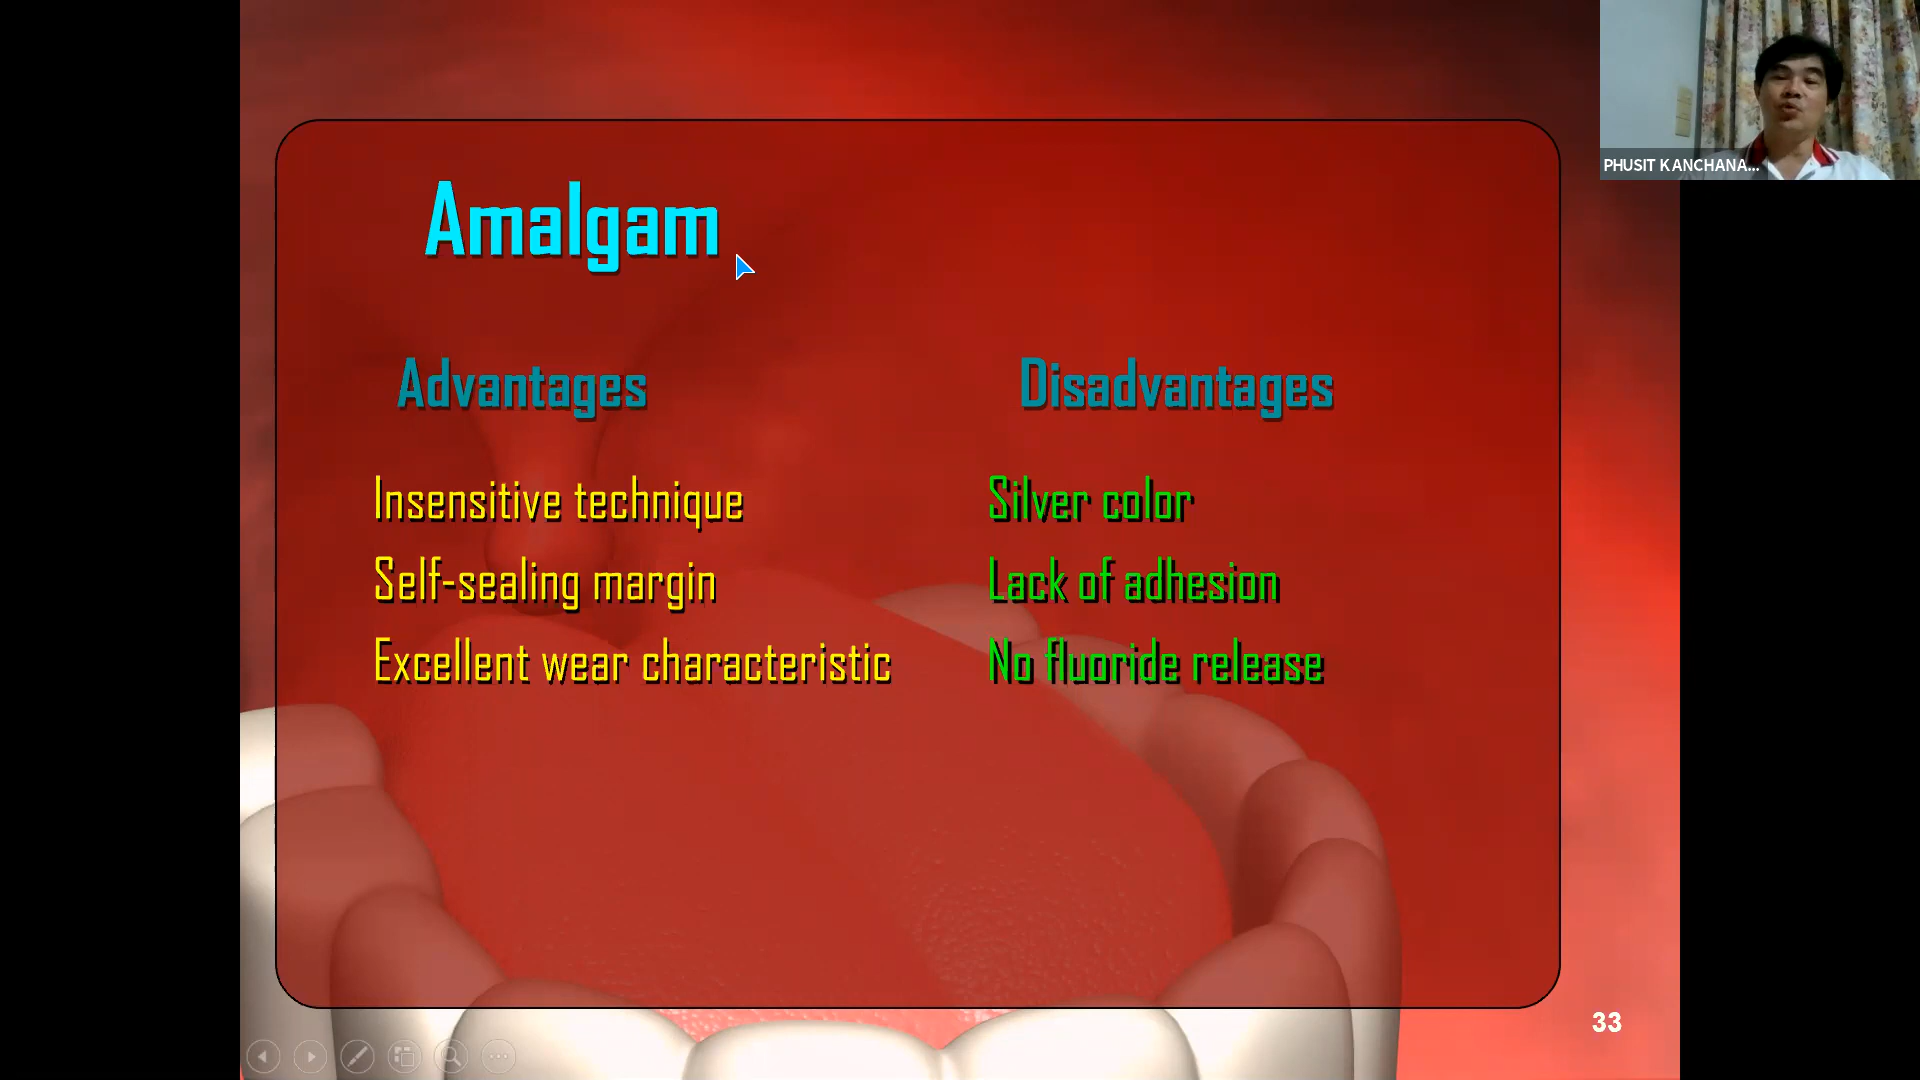 PHUSIT KANCHANA...
Amalgam
Advantages
Insensitive technique
Self-sealing margin
Excellent wear characteristic
Disadvantages
Silver color
Lack of adhesion
No fluoride release
33